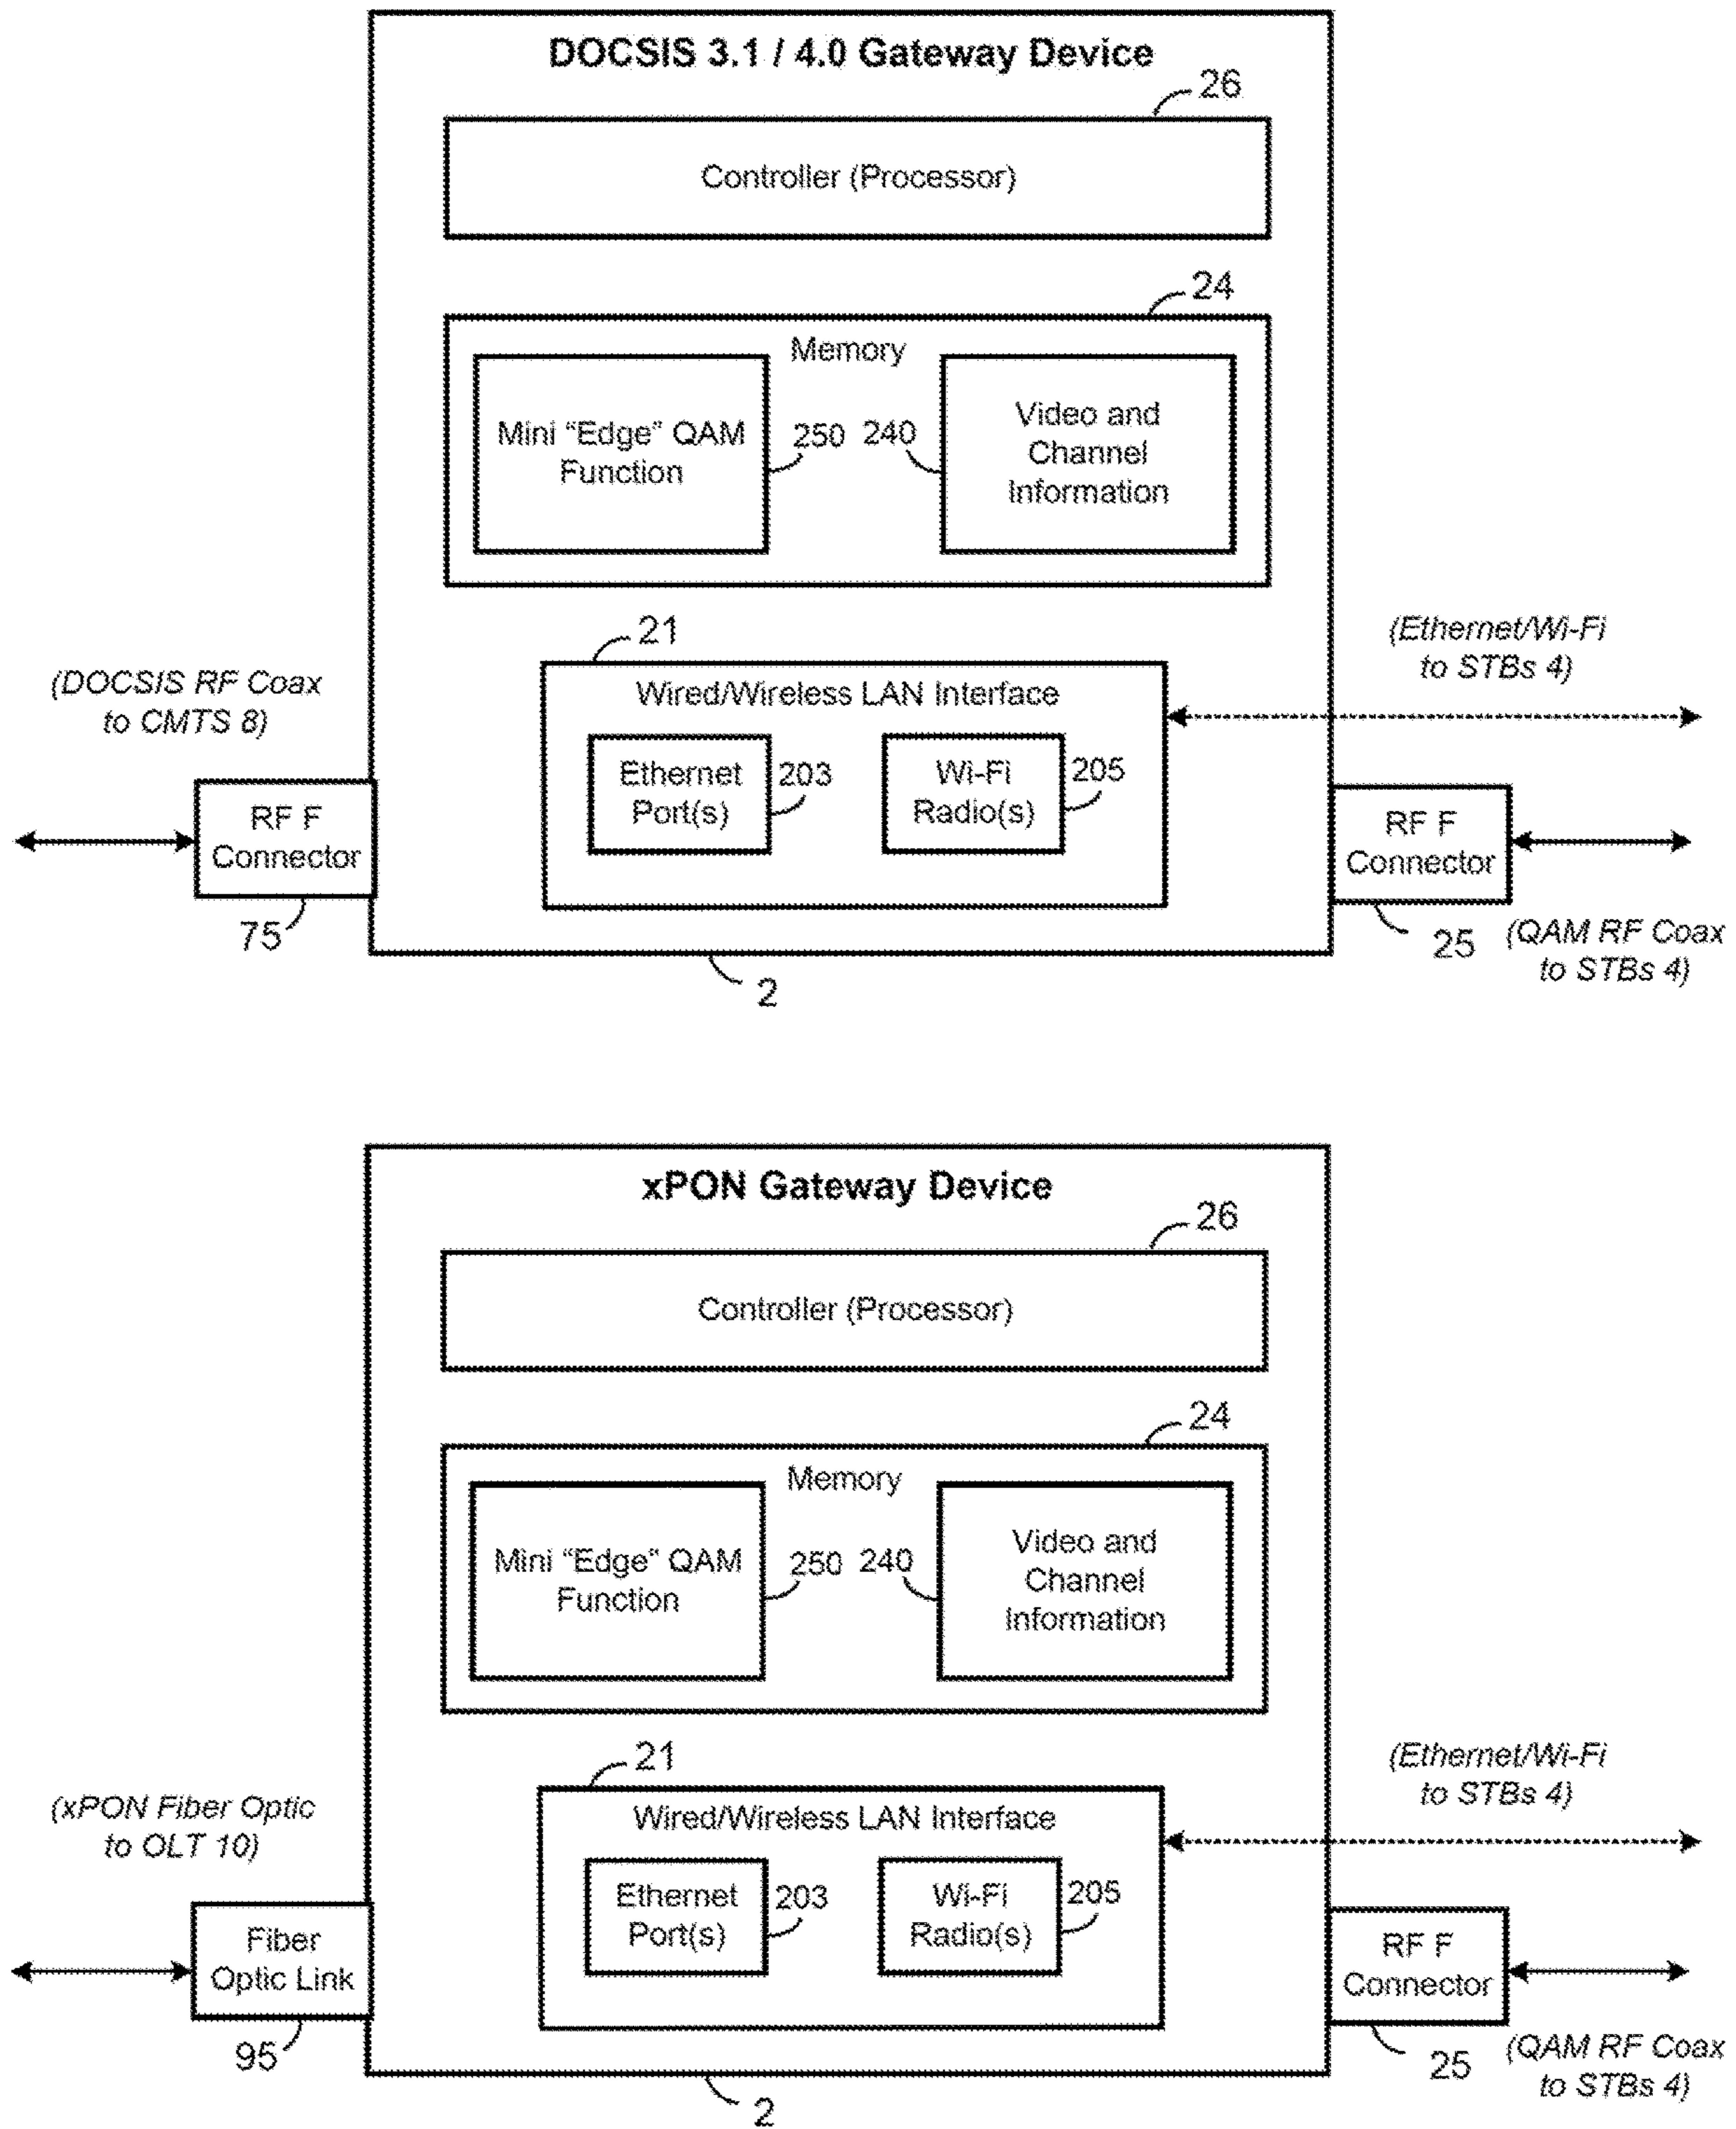 DOCSIS 3.1 / 4.0 Gateway Device
26
Controller (Processor)
24
Memory
Mini “Edge” QAM
Function
250
240
Video and
Channel
Information
21
Wired/Wireless LAN Interface
Ethernet
Port(s)
203
Wi-Fi
Radio(s)
205
(Ethernet/Wi-Fi
to STBs 4)
(DOCSIS RF Coax
to CMTS 8)
RF F
Connector
75
RF F
Connector
25
(QAM RF Coax
to STBs 4)
2
xPON Gateway Device
26
Controller (Processor)
24
Memory
Mini “Edge” QAM
Function
250
240
Video and
Channel
Information
21
Wired/Wireless LAN Interface
Ethernet
Port(s)
203
Wi-Fi
Radio(s)
205
(Ethernet/Wi-Fi
to STBs 4)
(xPON Fiber Optic
to OLT 10)
Fiber
Optic Link
95
RF F
Connector
25
(QAM RF Coax
to STBs 4)
2